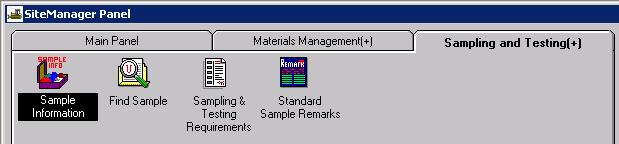 SiteManager Panel
Main Panel
Materials Management(+)
Sampling and Testing(+)
SAMPLE
INFO
REMARK
Sample
Information
Find Sample
Sampling &
Testing
Requirements
Standard
Sample Remarks